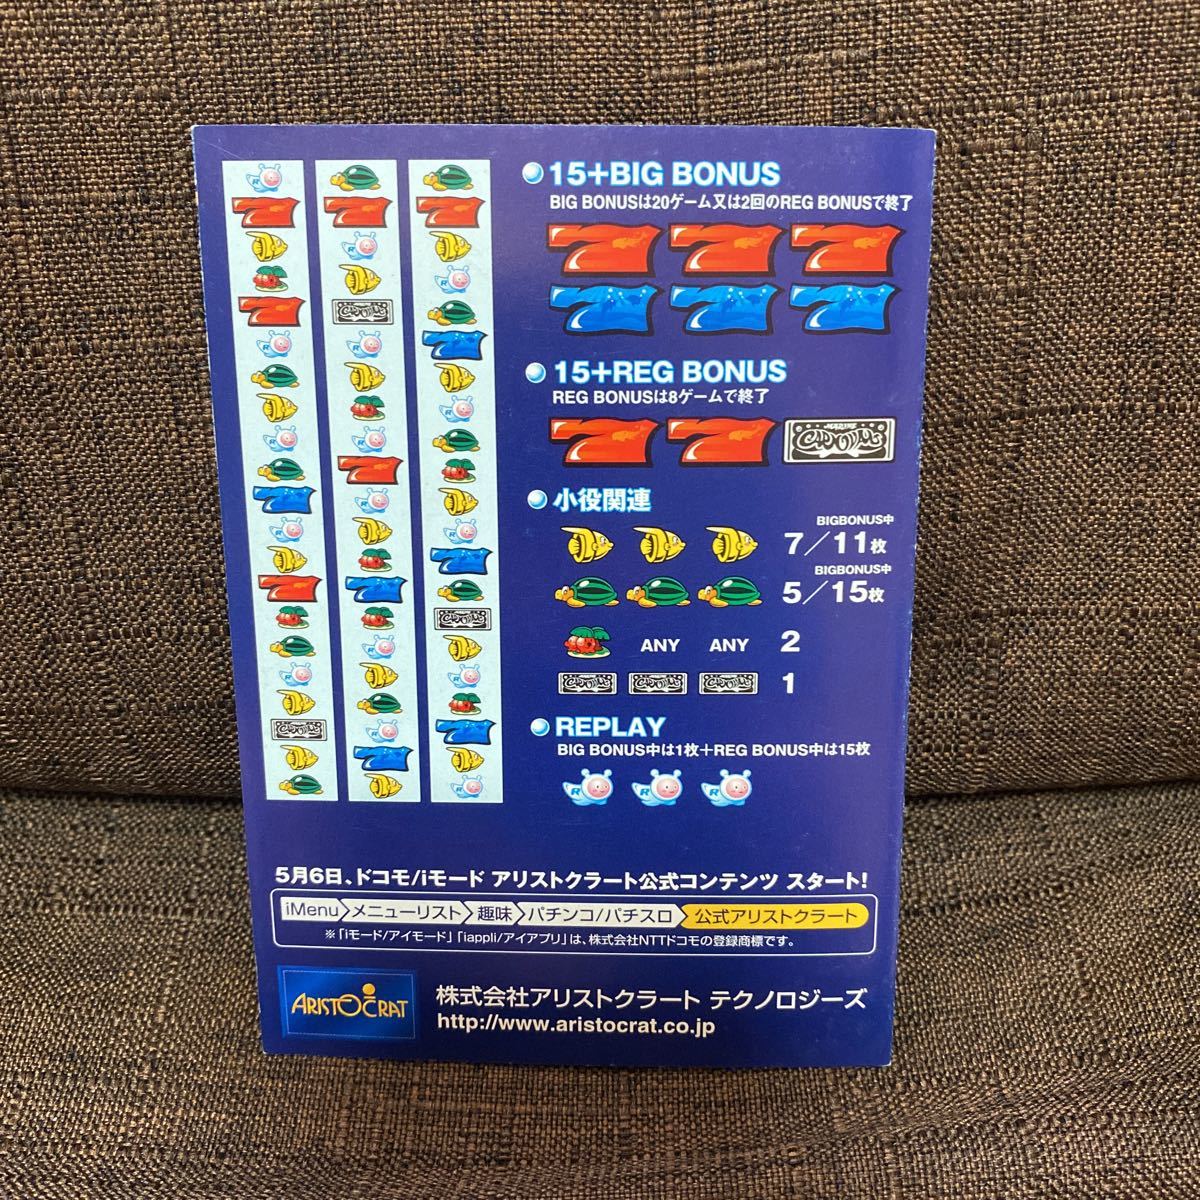 15+BIG BONUS
BIG BONUSは20ゲーム又は2回のREG BONUSで終了
15+REG BONUS
REG BONUSは8ゲームで終了
小役関連
BIGBONUS中
7/11枚
BIGBONUS中
5/15枚
ANY ANY 2
1
REPLAY
BIG BONUS中は1枚+REG BONUS中は15枚
R R R
5月6日、ドコモ/iモード アリストクラート公式コンテンツ スタート!
iMenu メニューリスト 趣味 パチンコ/パチスロ 公式アリストクラート
※「iモード/アイモード」「iappli/アイアプリ」は、株式会社NTTドコモの登録商標です。
ARISTOCRAT
株式会社アリストクラート テクノロジーズ
http://www.aristocrat.co.jp